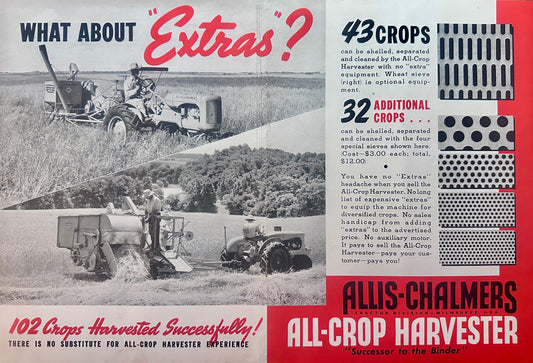 WHAT ABOUT "Extras"?
43 CROPS
can be shelled, separated
and cleaned by the All-Crop
Harvester with no "extra"
equipment. Wheat sieve
(right) is optional equip-
ment.
32 ADDITIONAL
CROPS . . .
can be shelled, separated
and cleaned with the four
special sieves shown here.
(Cost—$3.00 each; total,
$12.00)
You have no "Extras"
headache when you sell the
All-Crop Harvester. No long
list of expensive "extras"
to equip the machine for
diversified crops. No sales
handicap from adding
"extras" to the advertised
price. No auxiliary motor.
It pays to sell the All-Crop
Harvester—pays your cus-
tomer—pays you!
102 Crops Harvested Successfully!
THERE IS NO SUBSTITUTE FOR ALL-CROP HARVESTER EXPERIENCE
ALLIS-CHALMERS
TRACTOR DIVISION - MILWAUKEE, U.S.A.
ALL-CROP HARVESTER
"Successor to the Binder"